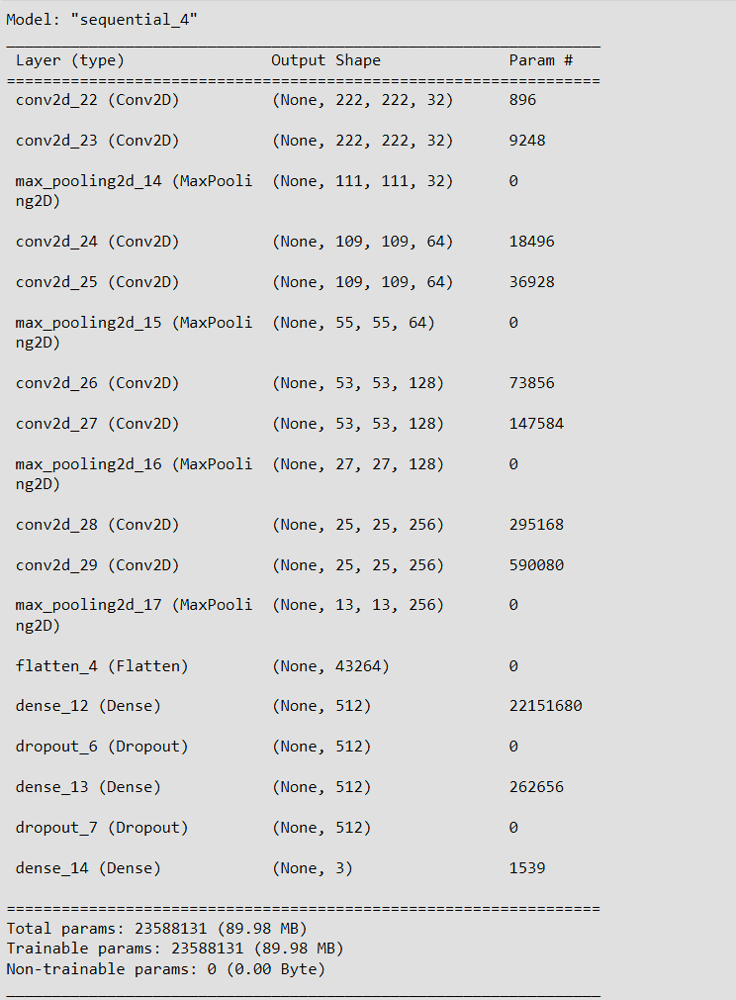 Model: "sequential_4"
_________________________________________________________________
Layer (type) Output Shape Param #
=================================================================
conv2d_22 (Conv2D) (None, 222, 222, 32) 896
conv2d_23 (Conv2D) (None, 222, 222, 32) 9248
max_pooling2d_14 (MaxPooli (None, 111, 111, 32) 0
ng2D)
conv2d_24 (Conv2D) (None, 109, 109, 64) 18496
conv2d_25 (Conv2D) (None, 109, 109, 64) 36928
max_pooling2d_15 (MaxPooli (None, 55, 55, 64) 0
ng2D)
conv2d_26 (Conv2D) (None, 53, 53, 128) 73856
conv2d_27 (Conv2D) (None, 53, 53, 128) 147584
max_pooling2d_16 (MaxPooli (None, 27, 27, 128) 0
ng2D)
conv2d_28 (Conv2D) (None, 25, 25, 256) 295168
conv2d_29 (Conv2D) (None, 25, 25, 256) 590080
max_pooling2d_17 (MaxPooli (None, 13, 13, 256) 0
ng2D)
flatten_4 (Flatten) (None, 43264) 0
dense_12 (Dense) (None, 512) 22151680
dropout_6 (Dropout) (None, 512) 0
dense_13 (Dense) (None, 512) 262656
dropout_7 (Dropout) (None, 512) 0
dense_14 (Dense) (None, 3) 1539
=================================================================
Total params: 23588131 (89.98 MB)
Trainable params: 23588131 (89.98 MB)
Non-trainable params: 0 (0.00 Byte)
_________________________________________________________________